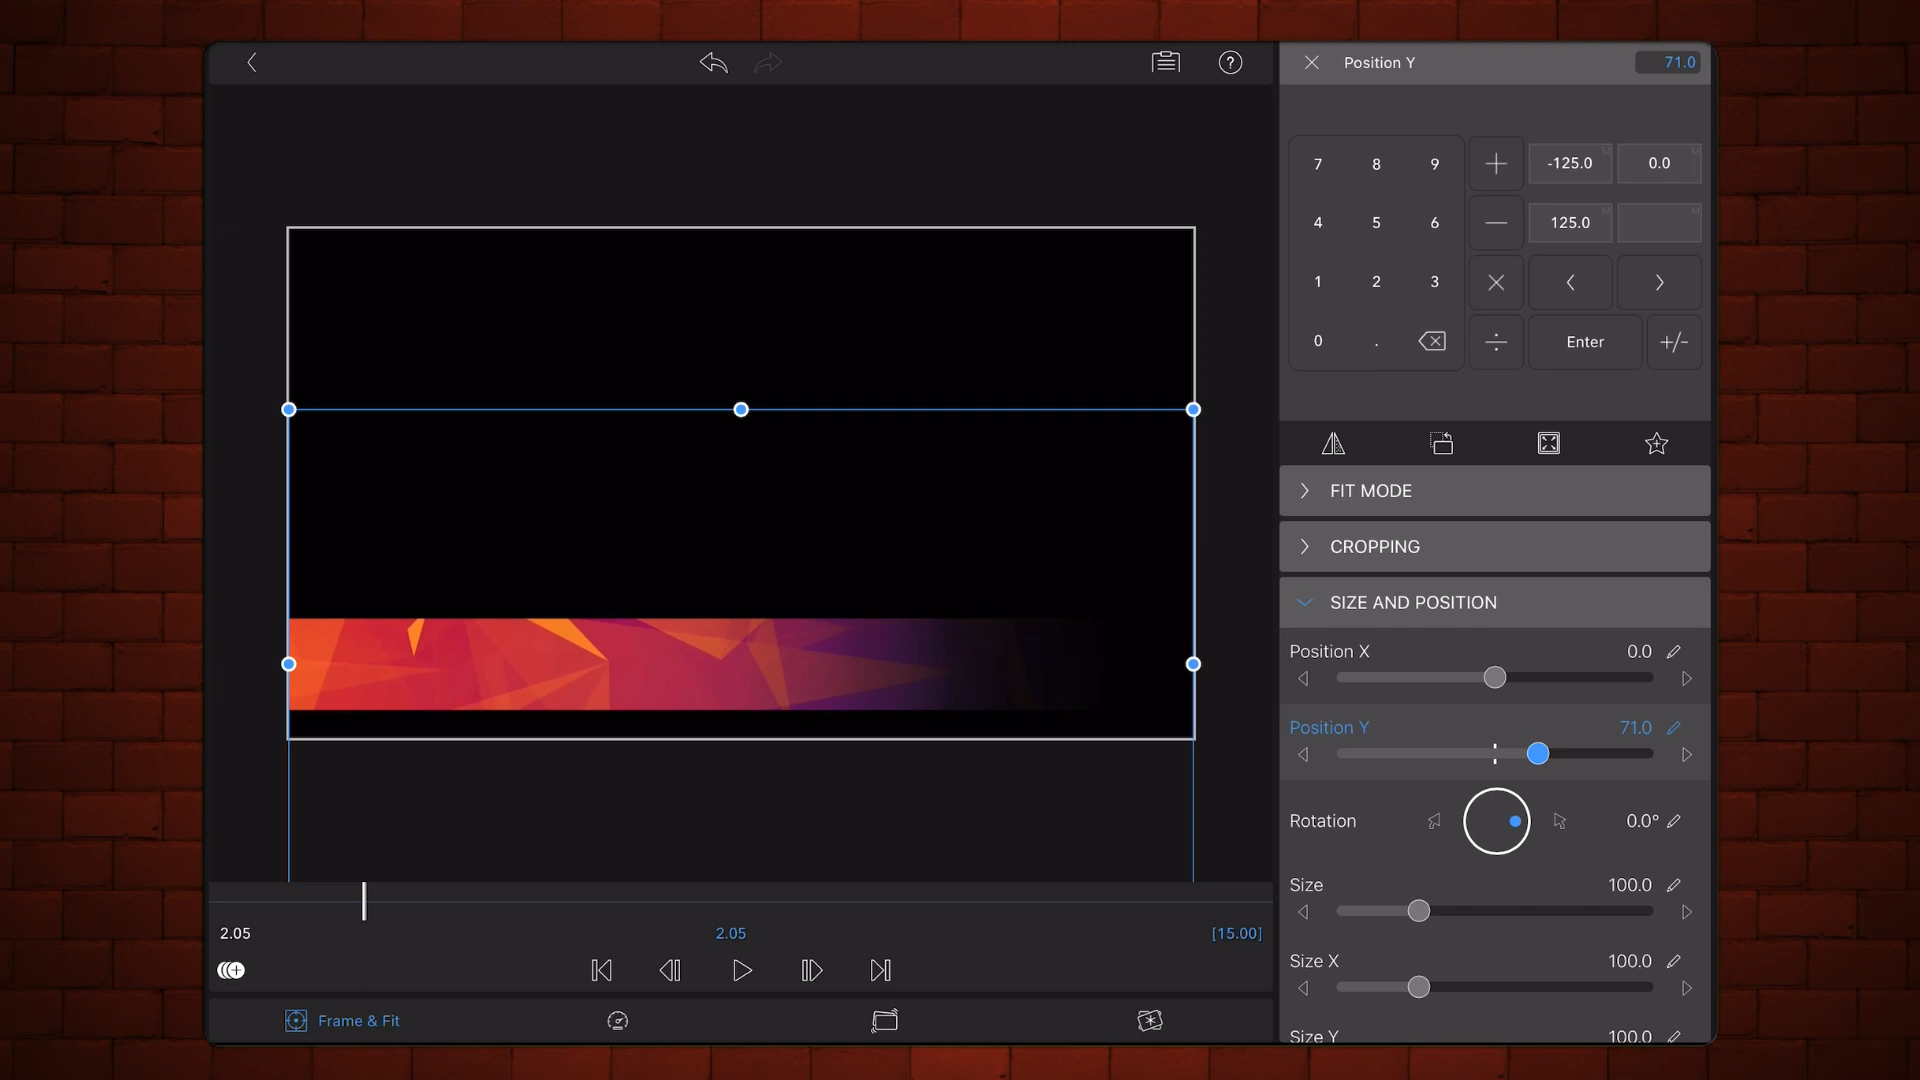 Position Y 71.0
7 8 9 -125.0 0.0
4 5 6 125.0
1 2 3
0 . Enter +/-
FIT MODE
CROPPING
SIZE AND POSITION
Position X 0.0
Position Y 71.0
Rotation 0.0°
Size 100.0
Size X 100.0
Size Y 100.0
2.05 2.05 [15.00]
Frame & Fit